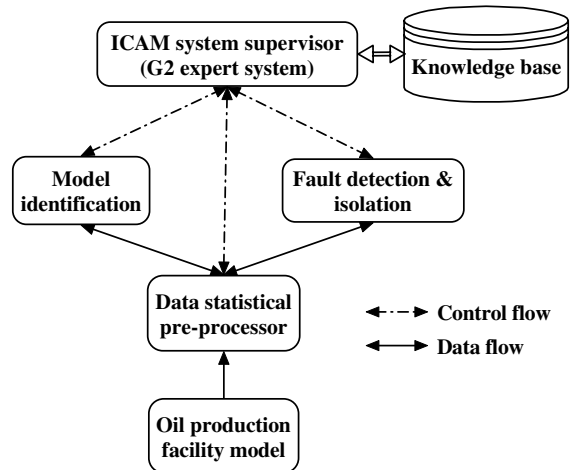 ICAM system supervisor
(G2 expert system)
Knowledge base
Model
identification
Fault detection &
isolation
Data statistical
pre-processor
Control flow
Data flow
Oil production
facility model